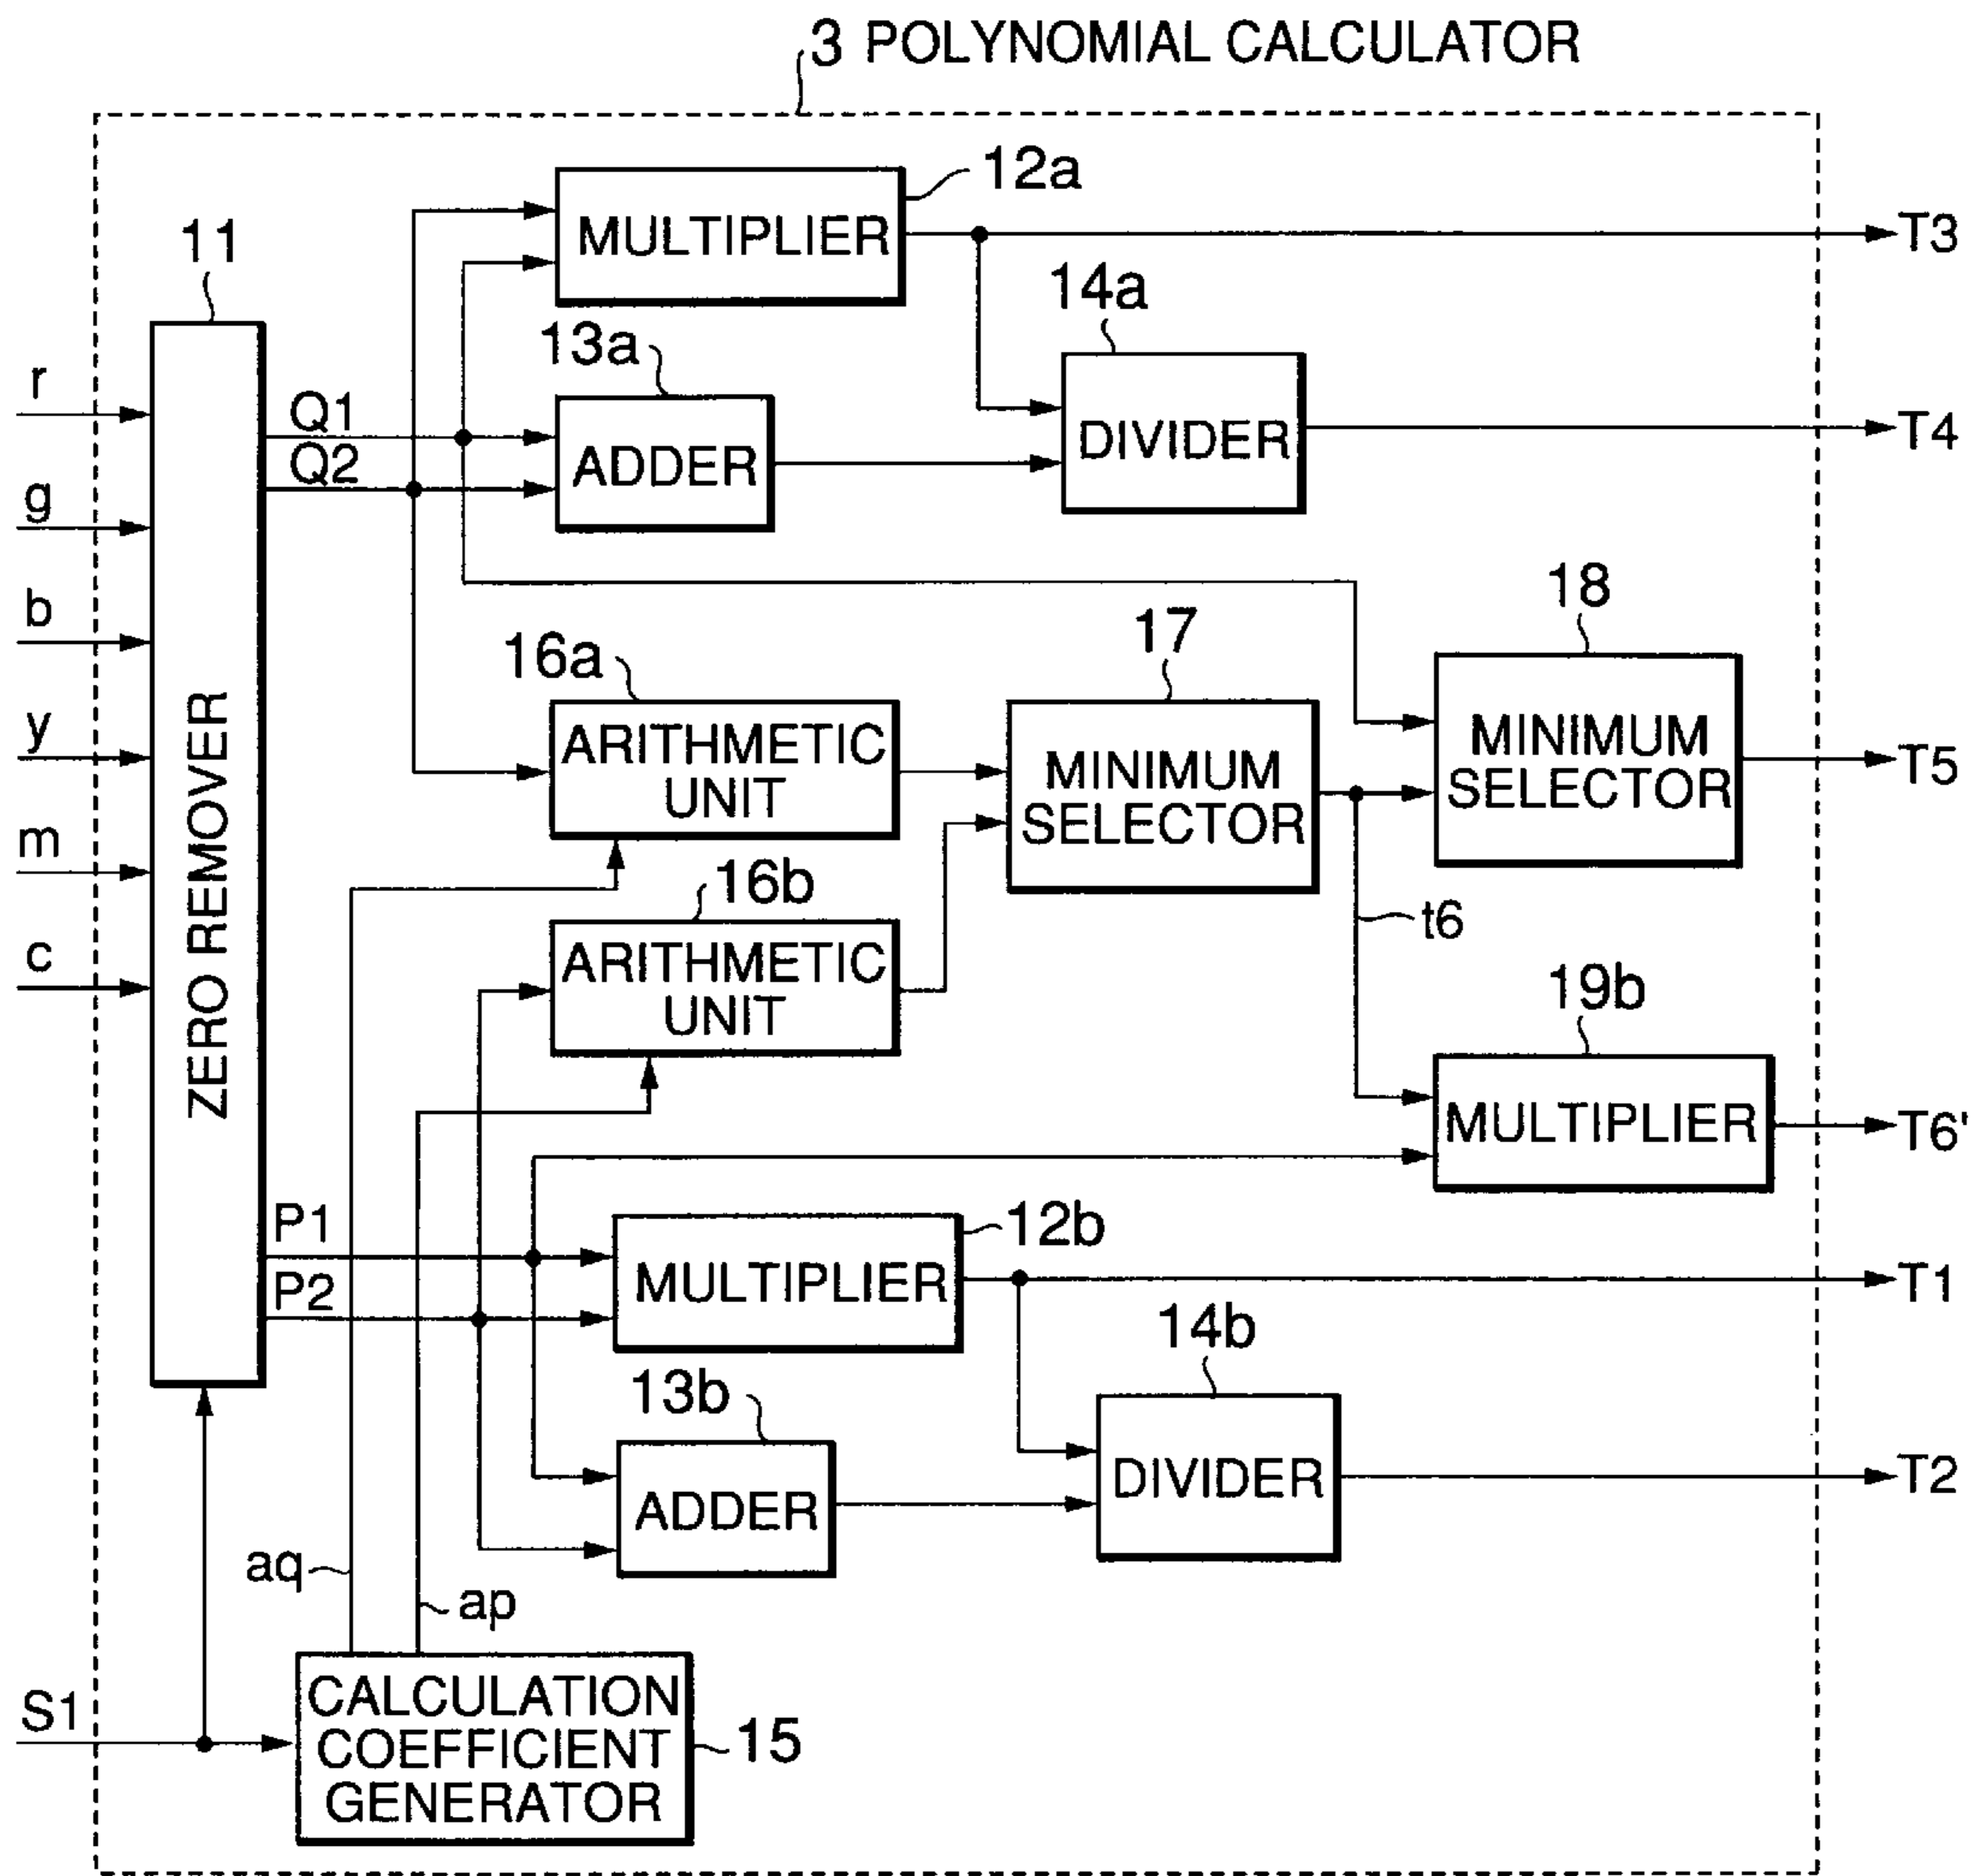 3 POLYNOMIAL CALCULATOR
12a
MULTIPLIER
T3
11
14a
13a
r
Q1
DIVIDER
T4
Q2
ADDER
g
b
18
17
16a
y
ARITHMETIC
UNIT
MINIMUM
SELECTOR
MINIMUM
SELECTOR
T5
ZERO REMOVER
m
16b
t6
c
ARITHMETIC
UNIT
19b
MULTIPLIER
T6'
P1
12b
P2
MULTIPLIER
T1
14b
13b
DIVIDER
T2
ADDER
aq
ap
S1
CALCULATION
COEFFICIENT
GENERATOR
15